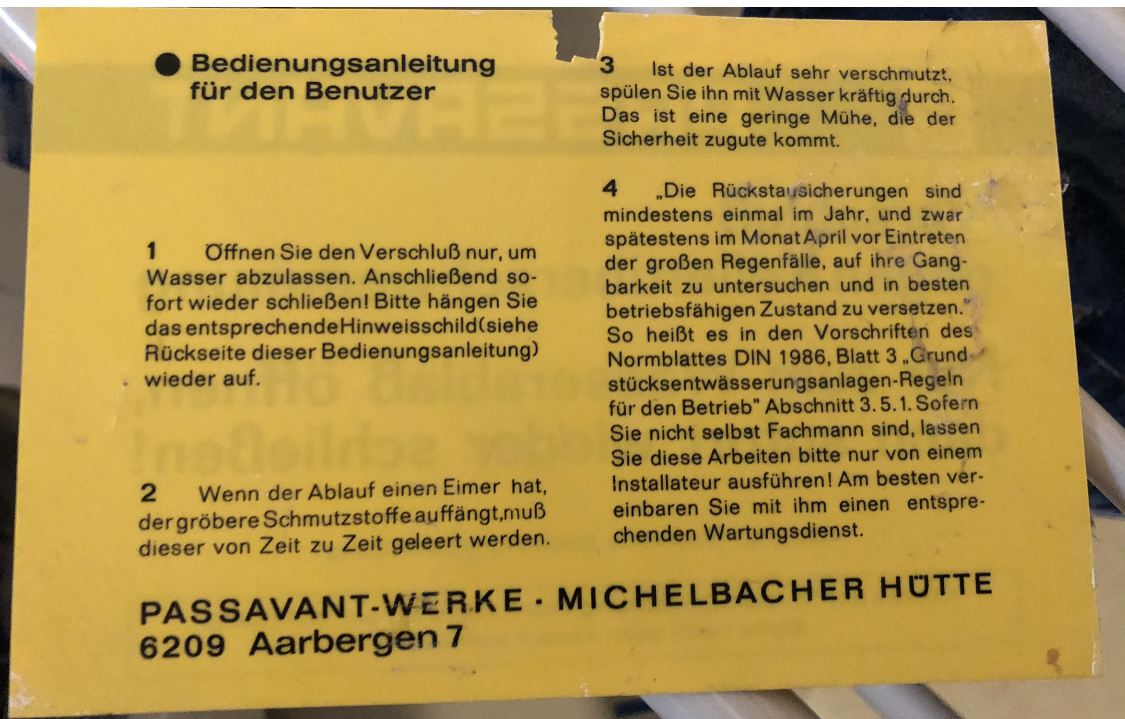 ● Bedienungsanleitung
für den Benutzer
1 Öffnen Sie den Verschluß nur, um
Wasser abzulassen. Anschließend so-
fort wieder schließen! Bitte hängen Sie
das entsprechende Hinweisschild (siehe
Rückseite dieser Bedienungsanleitung)
wieder auf.
2 Wenn der Ablauf einen Eimer hat,
der gröbere Schmutzstoffe auffängt, muß
dieser von Zeit zu Zeit geleert werden.
3 Ist der Ablauf sehr verschmutzt,
spülen Sie ihn mit Wasser kräftig durch.
Das ist eine geringe Mühe, die der
Sicherheit zugute kommt.
4 „Die Rückstausicherungen sind
mindestens einmal im Jahr, und zwar
spätestens im Monat April vor Eintreten
der großen Regenfälle, auf ihre Gang-
barkeit zu untersuchen und in besten
betriebsfähigen Zustand zu versetzen."
So heißt es in den Vorschriften des
Normblattes DIN 1986, Blatt 3 „Grund-
stücksentwässerungsanlagen-Regeln
für den Betrieb" Abschnitt 3.5.1. Sofern
Sie nicht selbst Fachmann sind, lassen
Sie diese Arbeiten bitte nur von einem
Installateur ausführen! Am besten ver-
einbaren Sie mit ihm einen entspre-
chenden Wartungsdienst.
PASSAVANT-WERKE · MICHELBACHER HÜTTE
6209 Aarbergen 7